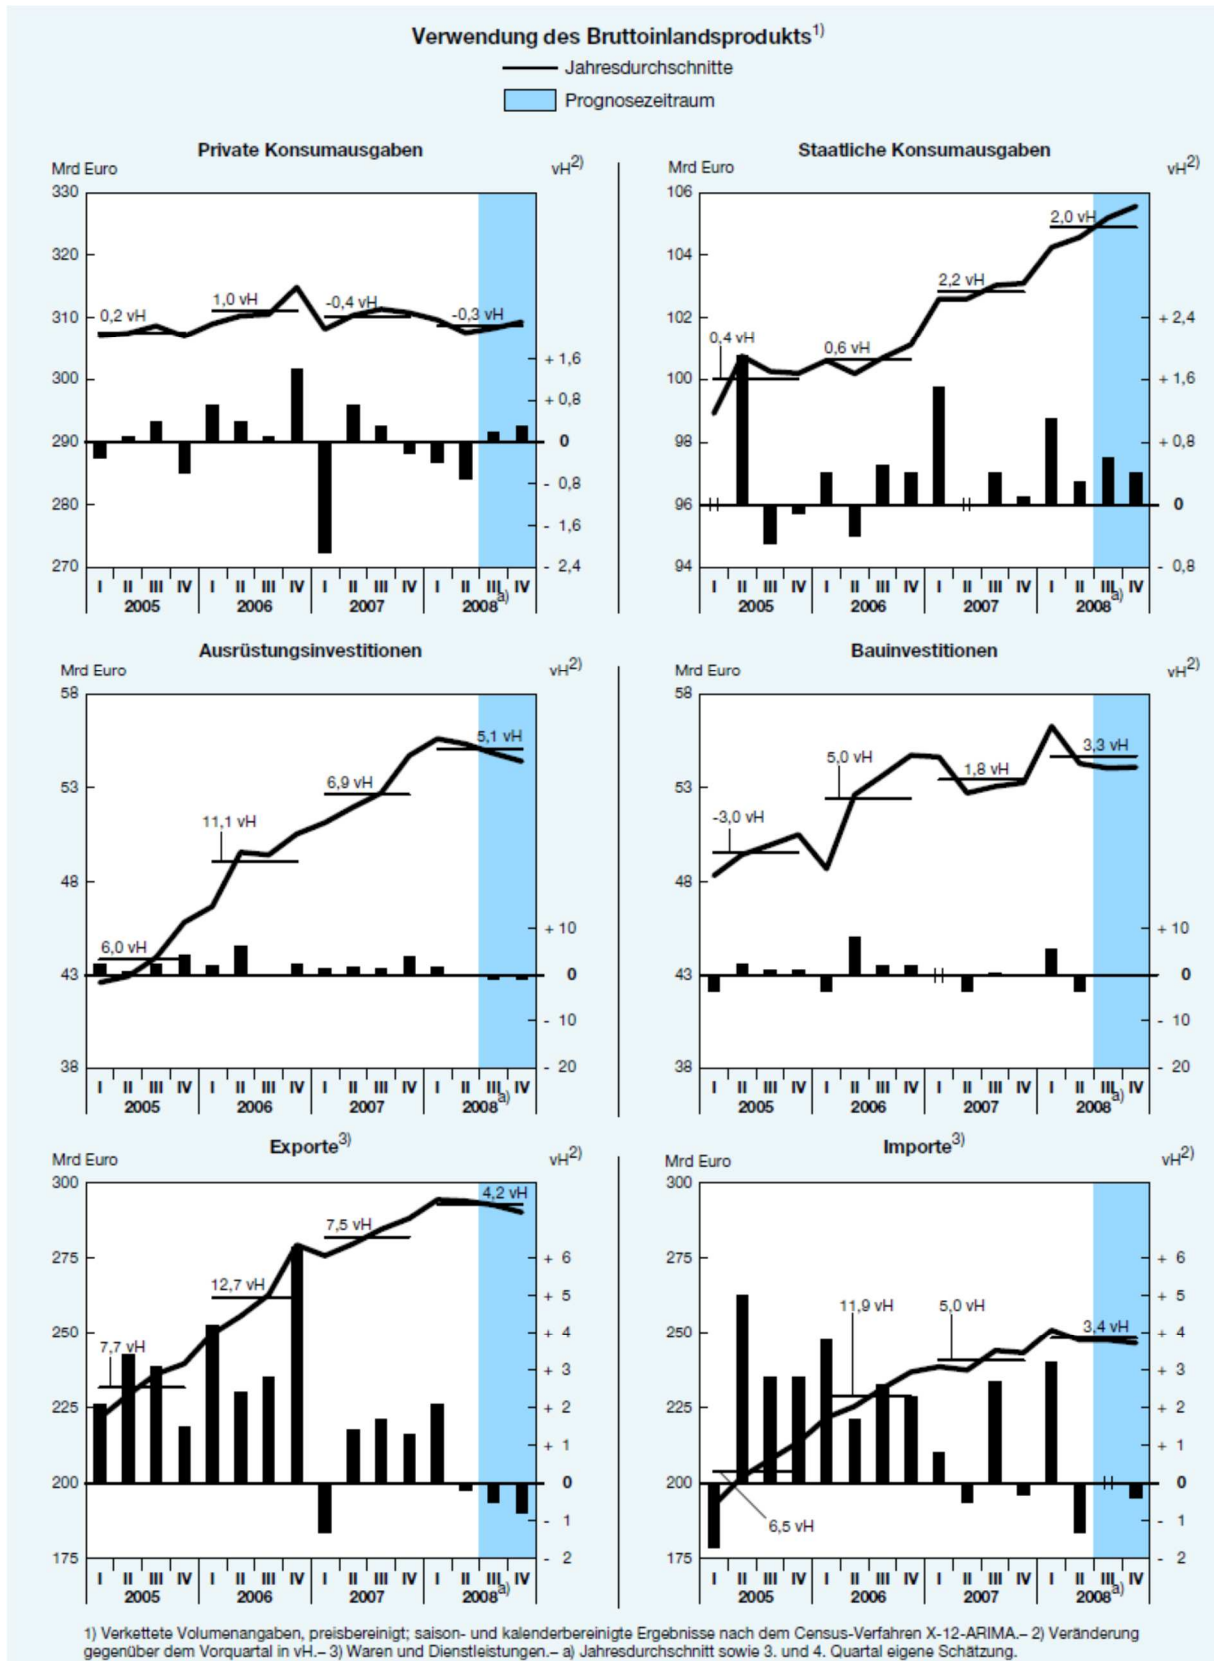 Verwendung des Bruttoinlandsprodukts1)
Jahresdurchschnitte
Prognosezeitraum
Private Konsumausgaben
Mrd Euro vH2)
330
320
310
300
290
280
270
+ 1,6
+ 0,8
0
- 0,8
- 1,6
- 2,4
0,2 vH 1,0 vH -0,4 vH -0,3 vH
I II III IV I II III IV I II III IV I II III IV
2005 2006 2007 2008a)
Staatliche Konsumausgaben
Mrd Euro vH2)
106
104
102
100
98
96
94
+ 2,4
+ 1,6
+ 0,8
0
- 0,8
0,4 vH 0,6 vH 2,2 vH 2,0 vH
I II III IV I II III IV I II III IV I II III IV
2005 2006 2007 2008a)
Ausrüstungsinvestitionen
Mrd Euro vH2)
58
53
48
43
38
+ 10
0
- 10
- 20
6,0 vH 11,1 vH 6,9 vH 5,1 vH
I II III IV I II III IV I II III IV I II III IV
2005 2006 2007 2008a)
Bauinvestitionen
Mrd Euro vH2)
58
53
48
43
38
+ 10
0
- 10
- 20
-3,0 vH 5,0 vH 1,8 vH 3,3 vH
I II III IV I II III IV I II III IV I II III IV
2005 2006 2007 2008a)
Exporte3)
Mrd Euro vH2)
300
275
250
225
200
175
+ 6
+ 5
+ 4
+ 3
+ 2
+ 1
0
- 1
- 2
7,7 vH 12,7 vH 7,5 vH 4,2 vH
I II III IV I II III IV I II III IV I II III IV
2005 2006 2007 2008a)
Importe3)
Mrd Euro vH2)
300
275
250
225
200
175
+ 6
+ 5
+ 4
+ 3
+ 2
+ 1
0
- 1
- 2
6,5 vH 11,9 vH 5,0 vH 3,4 vH
I II III IV I II III IV I II III IV I II III IV
2005 2006 2007 2008a)
1) Verkettete Volumenangaben, preisbereinigt; saison- und kalenderbereinigte Ergebnisse nach dem Census-Verfahren X-12-ARIMA.– 2) Veränderung
gegenüber dem Vorquartal in vH.– 3) Waren und Dienstleistungen.– a) Jahresdurchschnitt sowie 3. und 4. Quartal eigene Schätzung.